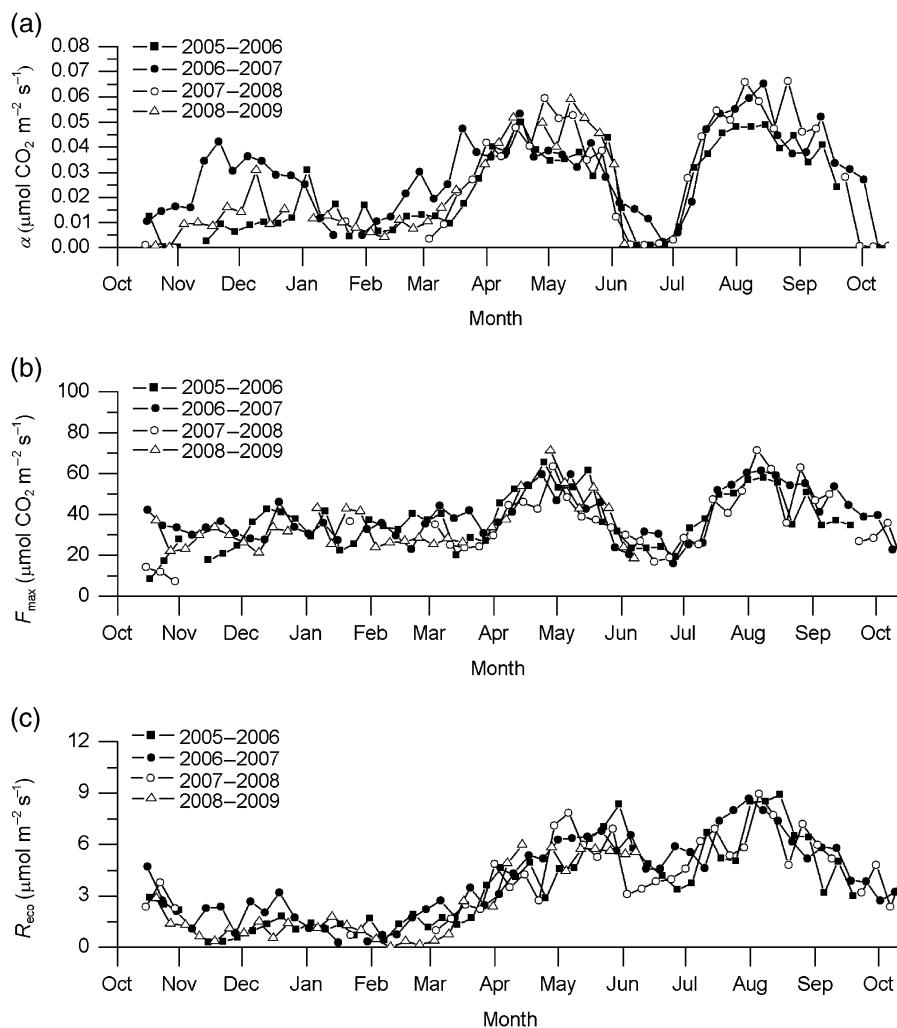 (a)
α (μmol CO₂ m⁻² s⁻¹)
0.08
0.07
0.06
0.05
0.04
0.03
0.02
0.01
0.00
2005–2006
2006–2007
2007–2008
2008–2009
Oct Nov Dec Jan Feb Mar Apr May Jun Jul Aug Sep Oct
Month
(b)
Fmax (μmol CO₂ m⁻² s⁻¹)
100
80
60
40
20
0
2005–2006
2006–2007
2007–2008
2008–2009
Oct Nov Dec Jan Feb Mar Apr May Jun Jul Aug Sep Oct
Month
(c)
Reco (μmol m⁻² s⁻¹)
12
9
6
3
0
2005–2006
2006–2007
2007–2008
2008–2009
Oct Nov Dec Jan Feb Mar Apr May Jun Jul Aug Sep Oct
Month